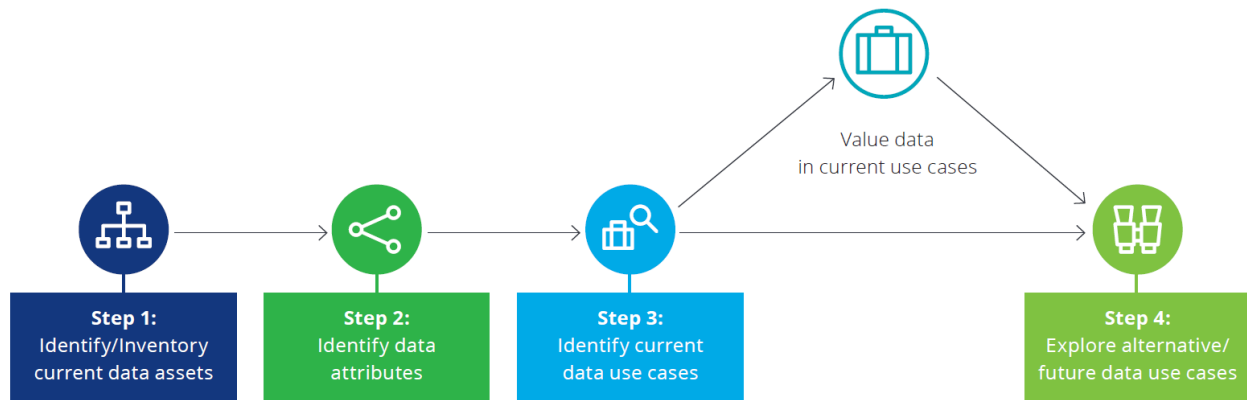 Value data
in current use cases
Step 1:
Identify/Inventory
current data assets
Step 2:
Identify data
attributes
Step 3:
Identify current
data use cases
Step 4:
Explore alternative/
future data use cases